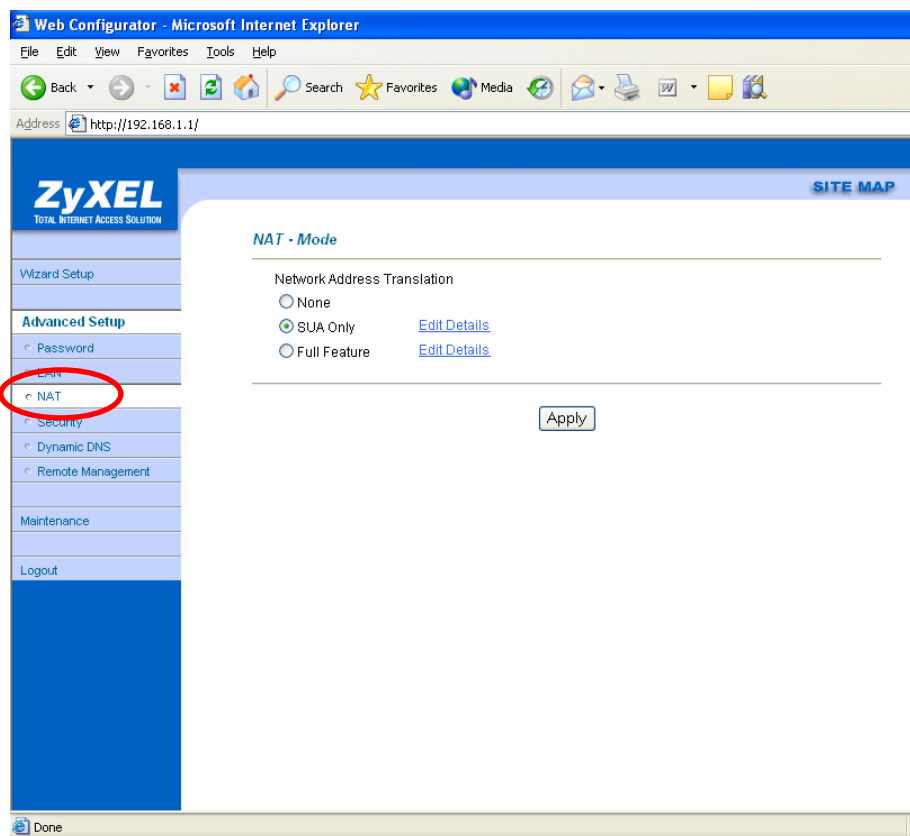 Web Configurator - Microsoft Internet Explorer
File Edit View Favorites Tools Help
Back Search Favorites Media
Address http://192.168.1.1/
ZyXEL
TOTAL INTERNET ACCESS SOLUTION
SITE MAP
Wizard Setup
Advanced Setup
Password
LAN
NAT
Security
Dynamic DNS
Remote Management
Maintenance
Logout
NAT - Mode
Network Address Translation
None
SUA Only Edit Details
Full Feature Edit Details
Apply
Done